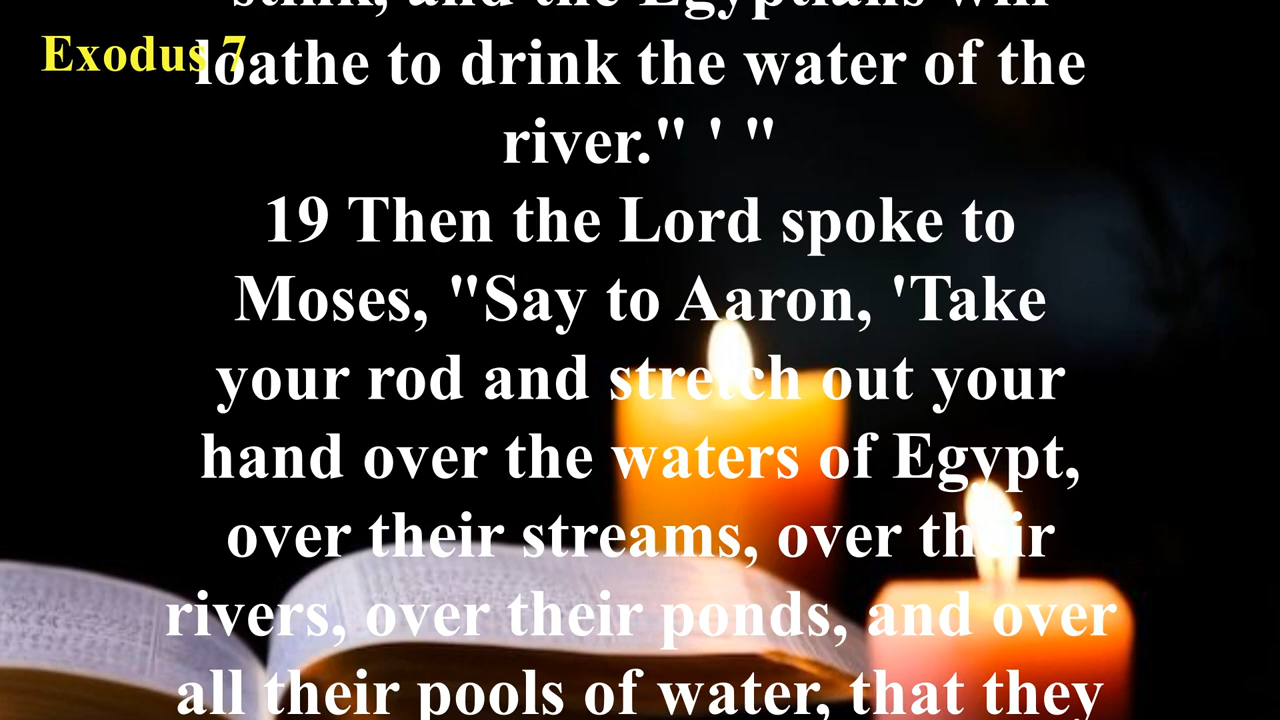 stink, and the Egyptians will
Exodus 7
loathe to drink the water of the
river." ' "
19 Then the Lord spoke to
Moses, "Say to Aaron, 'Take
your rod and stretch out your
hand over the waters of Egypt,
over their streams, over their
rivers, over their ponds, and over
all their pools of water, that they